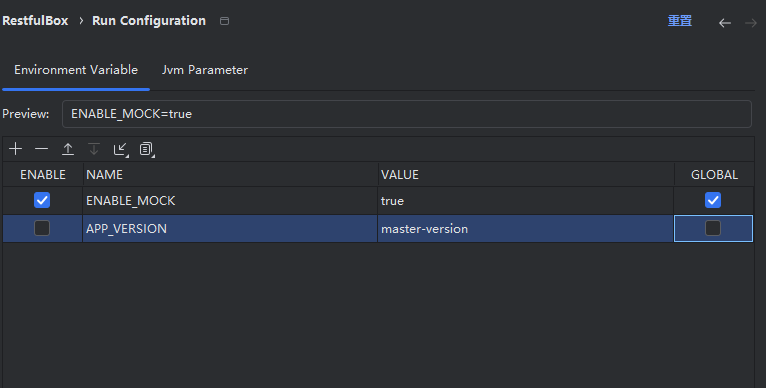 RestfulBox › Run Configuration 重置
Environment Variable Jvm Parameter
Preview: ENABLE_MOCK=true
ENABLE NAME VALUE GLOBAL
ENABLE_MOCK true
APP_VERSION master-version